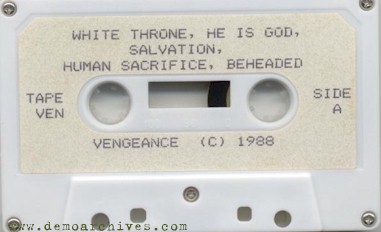 WHITE THRONE, HE IS GOD,
SALVATION,
HUMAN SACRIFICE, BEHEADED
TAPE
VEN
SIDE
A
VENGEANCE (C) 1988
www.demoarchives.com